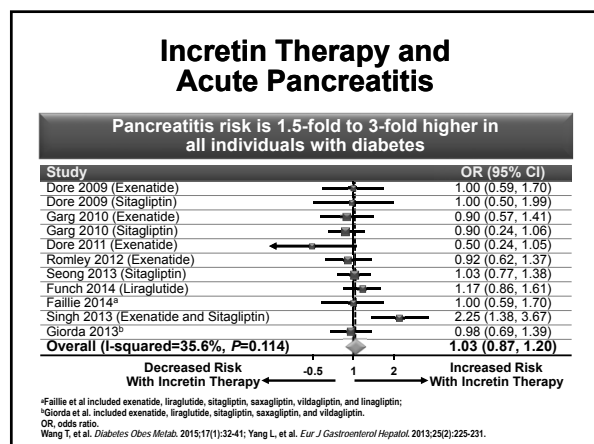 Incretin Therapy and
Acute Pancreatitis
Pancreatitis risk is 1.5-fold to 3-fold higher in
all individuals with diabetes
Study OR (95% CI)
Dore 2009 (Exenatide) 1.00 (0.59, 1.70)
Dore 2009 (Sitagliptin) 1.00 (0.50, 1.99)
Garg 2010 (Exenatide) 0.90 (0.57, 1.41)
Garg 2010 (Sitagliptin) 0.90 (0.24, 1.06)
Dore 2011 (Exenatide) 0.50 (0.24, 1.05)
Romley 2012 (Exenatide) 0.92 (0.62, 1.37)
Seong 2013 (Sitagliptin) 1.03 (0.77, 1.38)
Funch 2014 (Liraglutide) 1.17 (0.86, 1.61)
Faillie 2014a 1.00 (0.59, 1.70)
Singh 2013 (Exenatide and Sitagliptin) 2.25 (1.38, 3.67)
Giorda 2013b 0.98 (0.69, 1.39)
Overall (I-squared=35.6%, P=0.114) 1.03 (0.87, 1.20)
-0.5 1 2
Decreased Risk Increased Risk
With Incretin Therapy With Incretin Therapy
aFaillie et al included exenatide, liraglutide, sitagliptin, saxagliptin, vildagliptin, and linagliptin;
bGiorda et al. included exenatide, liraglutide, sitagliptin, saxagliptin, and vildagliptin.
OR, odds ratio.
Wang T, et al. Diabetes Obes Metab. 2015;17(1):32-41; Yang L, et al. Eur J Gastroenterol Hepatol. 2013;25(2):225-231.